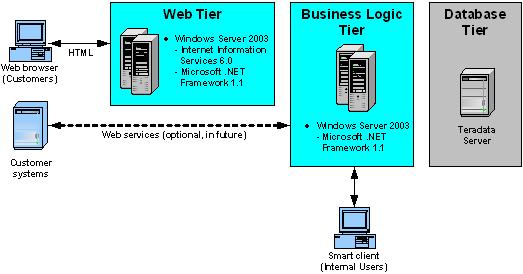 Web Tier
Windows Server 2003
- Internet Information
Services 6.0
- Microsoft .NET
Framework 1.1
Business Logic
Tier
Windows Server 2003
- Microsoft .NET
Framework 1.1
Database
Tier
Teradata
Server
HTML
Web browser
(Customers)
Web services (optional, in future)
Customer
systems
Smart client
(Internal Users)